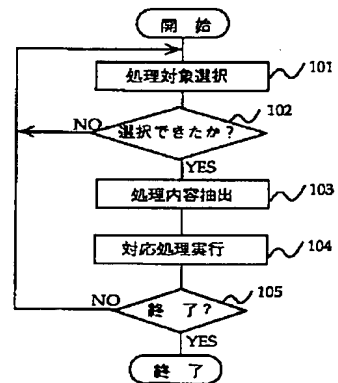 開 始
処理対象選択
101
選択できたか?
102
NO
YES
処理内容抽出
103
対応処理実行
104
終 了?
105
NO
YES
終 了